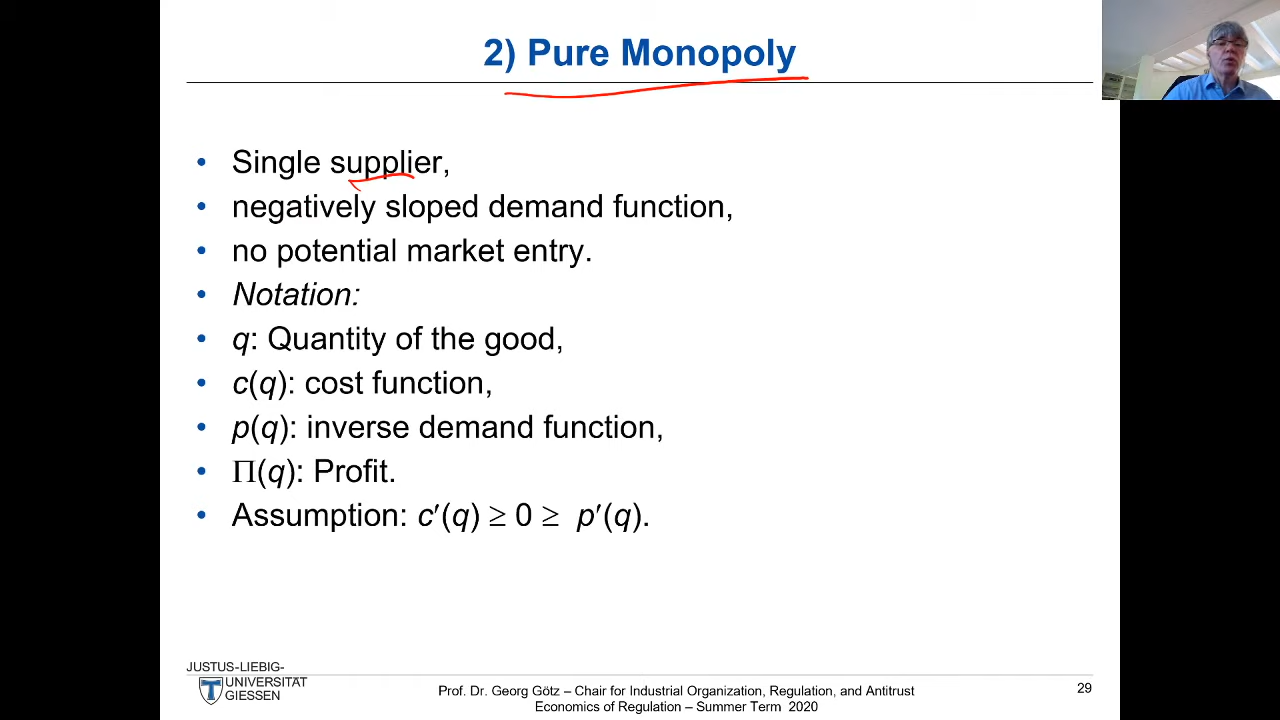 2) Pure Monopoly
• Single supplier,
• negatively sloped demand function,
• no potential market entry.
• Notation:
• q: Quantity of the good,
• c(q): cost function,
• p(q): inverse demand function,
• Π(q): Profit.
• Assumption: c′(q) ≥ 0 ≥ p′(q).
JUSTUS-LIEBIG-
UNIVERSITÄT
GIESSEN
Prof. Dr. Georg Götz – Chair for Industrial Organization, Regulation, and Antitrust
Economics of Regulation – Summer Term 2020
29